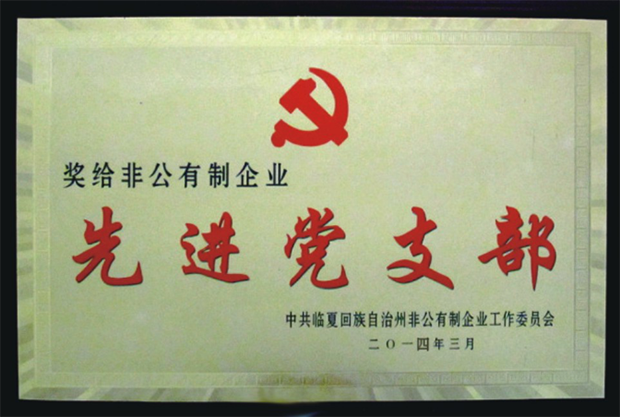 奖给非公有制企业
先进党支部
中共临夏回族自治州非公有制企业工作委员会
二〇一四年三月